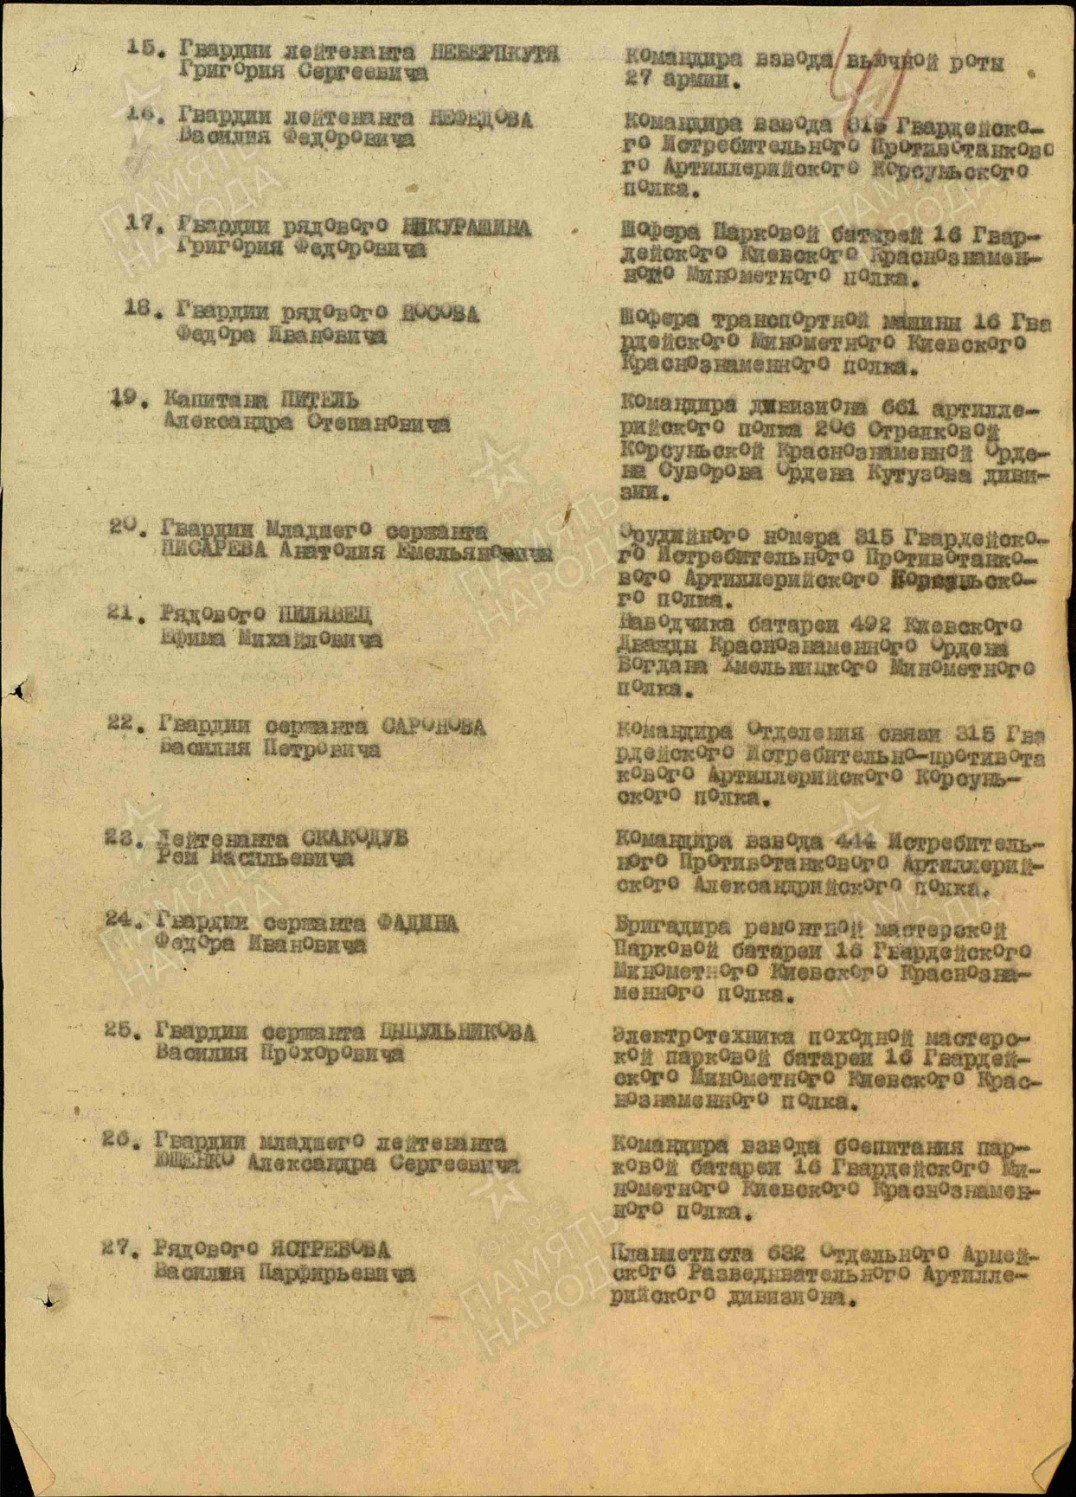 15. Гвардии лейтенанта НЕВЕРПКУТЯ
Григория Сергеевича
Командира взвода вьючной роты
27 армии.
16. Гвардии лейтенанта НЕФЕДОВА
Василия Федоровича
Командира взвода 315 Гвардейско-
го Истребительного Противотанково
го Артиллерийского Корсуньского
полка.
17. Гвардии рядового НИКУРАШИНА
Григория Федоровича
Шофера Парковой батарей 16 Гвар-
дейского Киевского Краснознамен-
ного Минометного полка.
18. Гвардии рядового НОСОВА
Федора Ивановича
Шофера транспортной машины 16 Гва
рдейского Минометного Киевского
Краснознаменного полка.
19. Капитана ПИТЕЛЬ
Александра Степановича
Командира дивизиона 661 артилле-
рийского полка 206 Стрелковой
Корсуньской Краснознаменной Орде-
на Суворова Ордена Кутузова диви-
зии.
20. Гвардии Младшего сержанта
ПИСАРЕВА Анатолия Емельяновича
Орудийного номера 315 Гвардейско-
го Истребительного Противотанко-
вого Артиллерийского Корсуньско-
го полка.
21. Рядового ПИЛЯВЕЦ
Ефима Михайловича
Наводчика батареи 492 Киевского
Дважды Краснознаменного Ордена
Богдана Хмельницкого Минометного
полка.
22. Гвардии сержанта САРОНОВА
Василия Петровича
Командира Отделения связи 315 Гва
рдейского Истребительно-противота
кового Артиллерийского Корсунь-
ского полка.
23. Лейтенанта СКАКОДУБ
Рем Васильевича
Командира взвода 444 Истребитель-
ного Противотанкового Артиллерий-
ского Александрийского полка.
24. Гвардии сержанта ФАДИНА
Федора Ивановича
Бригадира ремонтной мастерской
Парковой батареи 16 Гвардейского
Минометного Киевского Краснозна-
менного полка.
25. Гвардии сержанта ЦЫЦУЛЬНИКОВА
Василия Прохоровича
Электротехника походной мастерс-
кой парковой батареи 16 Гвардей-
ского Минометного Киевского Крас-
нознаменного полка.
26. Гвардии младшего лейтенанта
ЮЩЕНКО Александра Сергеевича
Командира взвода боепитания пар-
ковой батареи 16 Гвардейского Ми-
нометного Киевского Краснознамен-
ного полка.
27. Рядового ЯСТРЕБОВА
Василия Парфирьевича
Планшетиста 632 Отдельного Армей-
ского Разведывательного Артилле-
рийского дивизиона.